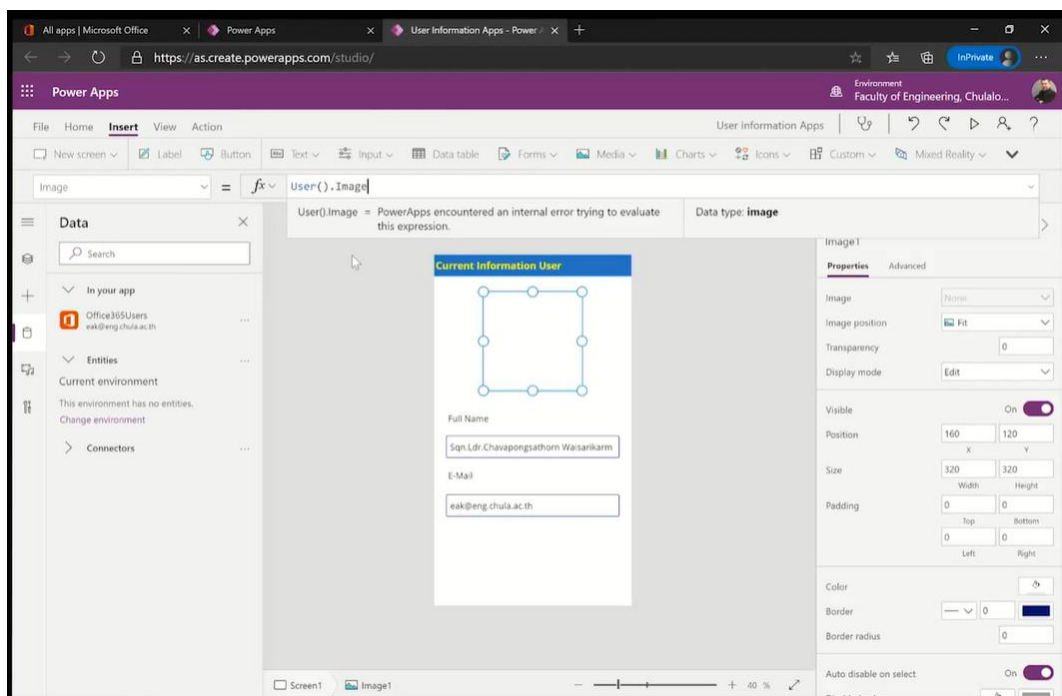 All apps | Microsoft Office
Power Apps
User Information Apps - Power A
https://as.create.powerapps.com/studio/
InPrivate
Power Apps
Environment
Faculty of Engineering, Chulalo...
File Home Insert View Action
User Information Apps
New screen Label Button Text Input Data table Forms Media Charts Icons Custom Mixed Reality
Image = fx User().Image
User().Image = PowerApps encountered an internal error trying to evaluate
this expression.
Data type: image
Data
Search
In your app
Office365Users
eak@eng.chula.ac.th
Entities
Current environment
This environment has no entities.
Change environment
Connectors
Current Information User
Full Name
Sqn.Ldr.Chavapongsathorn Waisarikarm
E-Mail
eak@eng.chula.ac.th
Image1
Properties Advanced
Image None
Image position Fit
Transparency 0
Display mode Edit
Visible On
Position 160 120
X Y
Size 320 320
Width Height
Padding 0 0
Top Bottom
0 0
Left Right
Color
Border 0
Border radius 0
Auto disable on select On
Screen1 Image1
40 %